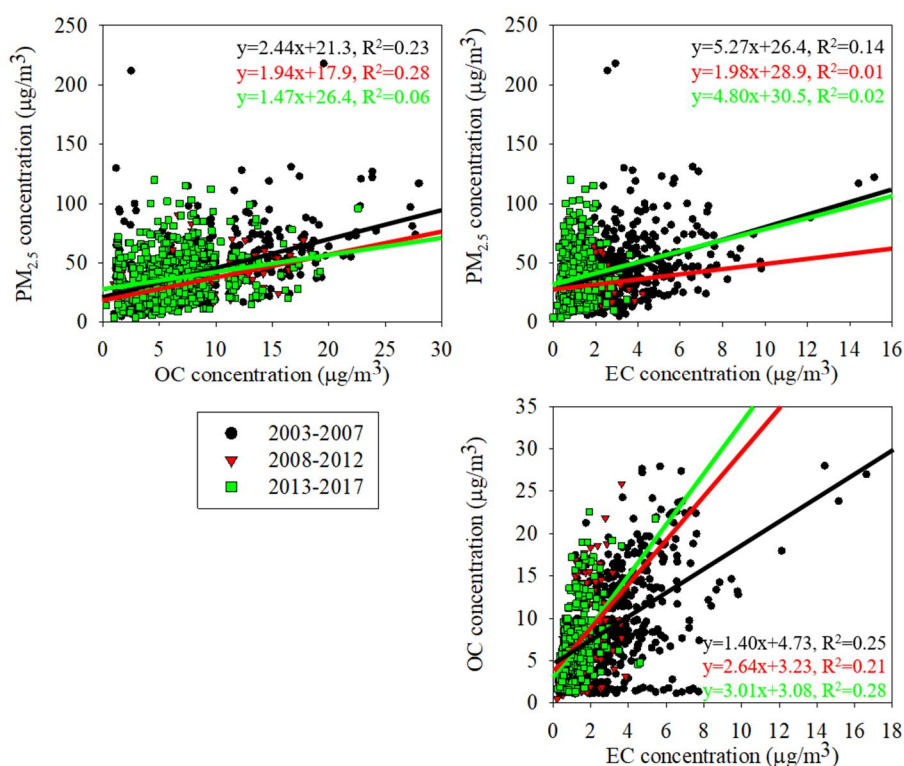 y=2.44x+21.3, R²=0.23
y=1.94x+17.9, R²=0.28
y=1.47x+26.4, R²=0.06
PM₂.₅ concentration (μg/m³)
250
200
150
100
50
0
0 5 10 15 20 25 30
OC concentration (μg/m³)
y=5.27x+26.4, R²=0.14
y=1.98x+28.9, R²=0.01
y=4.80x+30.5, R²=0.02
PM₂.₅ concentration (μg/m³)
250
200
150
100
50
0
0 2 4 6 8 10 12 14 16
EC concentration (μg/m³)
2003-2007
2008-2012
2013-2017
OC concentration (μg/m³)
35
30
25
20
15
10
5
0
y=1.40x+4.73, R²=0.25
y=2.64x+3.23, R²=0.21
y=3.01x+3.08, R²=0.28
0 2 4 6 8 10 12 14 16 18
EC concentration (μg/m³)